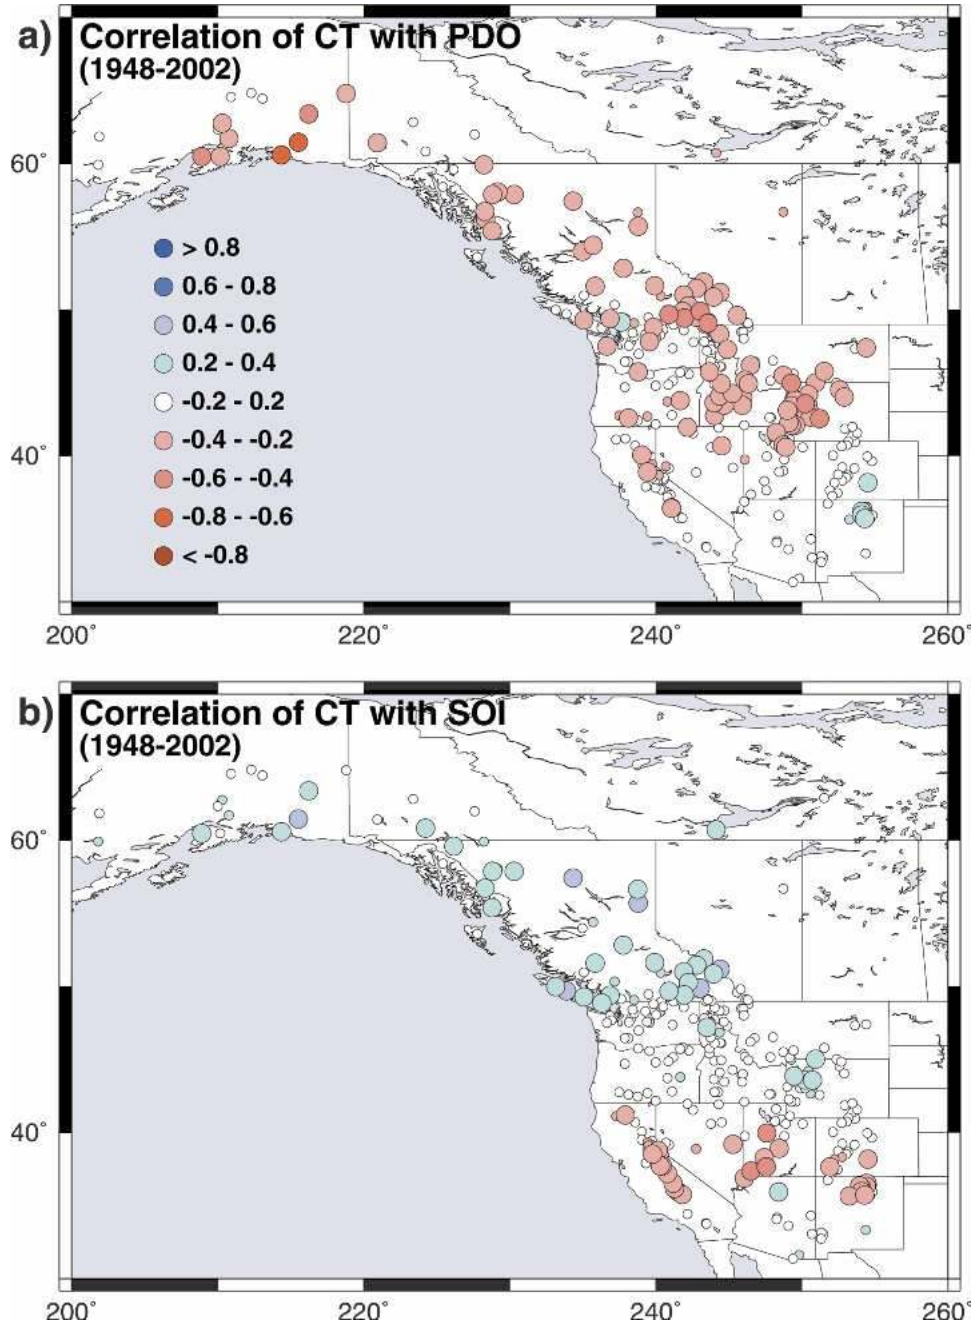 a) Correlation of CT with PDO
(1948-2002)
60˚
> 0.8
0.6 - 0.8
0.4 - 0.6
0.2 - 0.4
-0.2 - 0.2
-0.4 - -0.2
40˚
-0.6 - -0.4
-0.8 - -0.6
< -0.8
200˚ 220˚ 240˚ 260˚
b) Correlation of CT with SOI
(1948-2002)
60˚
40˚
200˚ 220˚ 240˚ 260˚